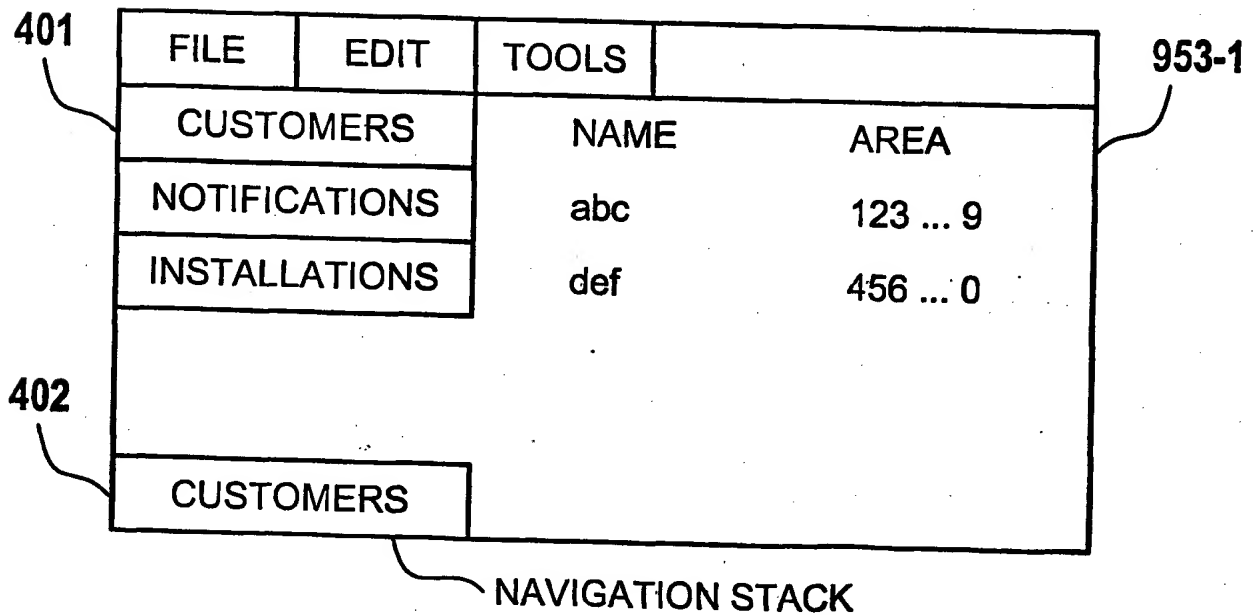 401
FILE EDIT TOOLS
953-1
CUSTOMERS NAME AREA
NOTIFICATIONS abc 123 ... 9
INSTALLATIONS def 456 ... 0
402
CUSTOMERS
NAVIGATION STACK